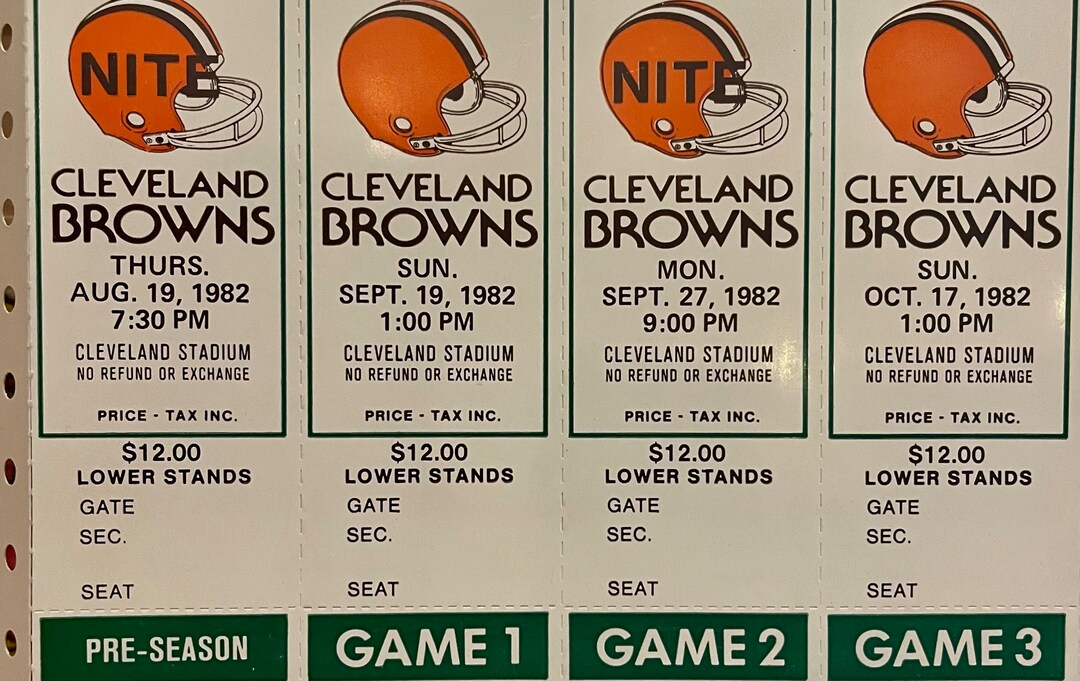 NITE
CLEVELAND
BROWNS
THURS.
AUG. 19, 1982
7:30 PM
CLEVELAND STADIUM
NO REFUND OR EXCHANGE
PRICE - TAX INC.
$12.00
LOWER STANDS
GATE
SEC.
SEAT
PRE-SEASON
CLEVELAND
BROWNS
SUN.
SEPT. 19, 1982
1:00 PM
CLEVELAND STADIUM
NO REFUND OR EXCHANGE
PRICE - TAX INC.
$12.00
LOWER STANDS
GATE
SEC.
SEAT
GAME 1
NITE
CLEVELAND
BROWNS
MON.
SEPT. 27, 1982
9:00 PM
CLEVELAND STADIUM
NO REFUND OR EXCHANGE
PRICE - TAX INC.
$12.00
LOWER STANDS
GATE
SEC.
SEAT
GAME 2
CLEVELAND
BROWNS
SUN.
OCT. 17, 1982
1:00 PM
CLEVELAND STADIUM
NO REFUND OR EXCHANGE
PRICE - TAX INC.
$12.00
LOWER STANDS
GATE
SEC.
SEAT
GAME 3